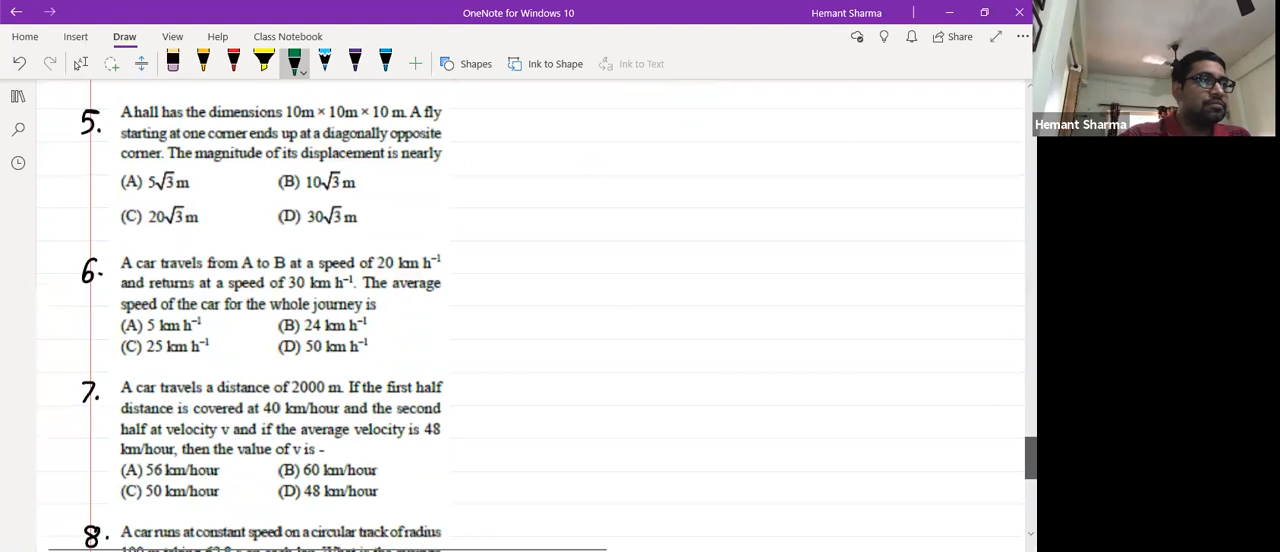 OneNote for Windows 10
Hemant Sharma
Home Insert Draw View Help Class Notebook
Share
Shapes Ink to Shape Ink to Text
Hemant Sharma
5. A hall has the dimensions 10m × 10m × 10 m. A fly
starting at one corner ends up at a diagonally opposite
corner. The magnitude of its displacement is nearly
(A) 5√3 m (B) 10√3 m
(C) 20√3 m (D) 30√3 m
6. A car travels from A to B at a speed of 20 km h⁻¹
and returns at a speed of 30 km h⁻¹. The average
speed of the car for the whole journey is
(A) 5 km h⁻¹ (B) 24 km h⁻¹
(C) 25 km h⁻¹ (D) 50 km h⁻¹
7. A car travels a distance of 2000 m. If the first half
distance is covered at 40 km/hour and the second
half at velocity v and if the average velocity is 48
km/hour, then the value of v is -
(A) 56 km/hour (B) 60 km/hour
(C) 50 km/hour (D) 48 km/hour
8. A car runs at constant speed on a circular track of radius